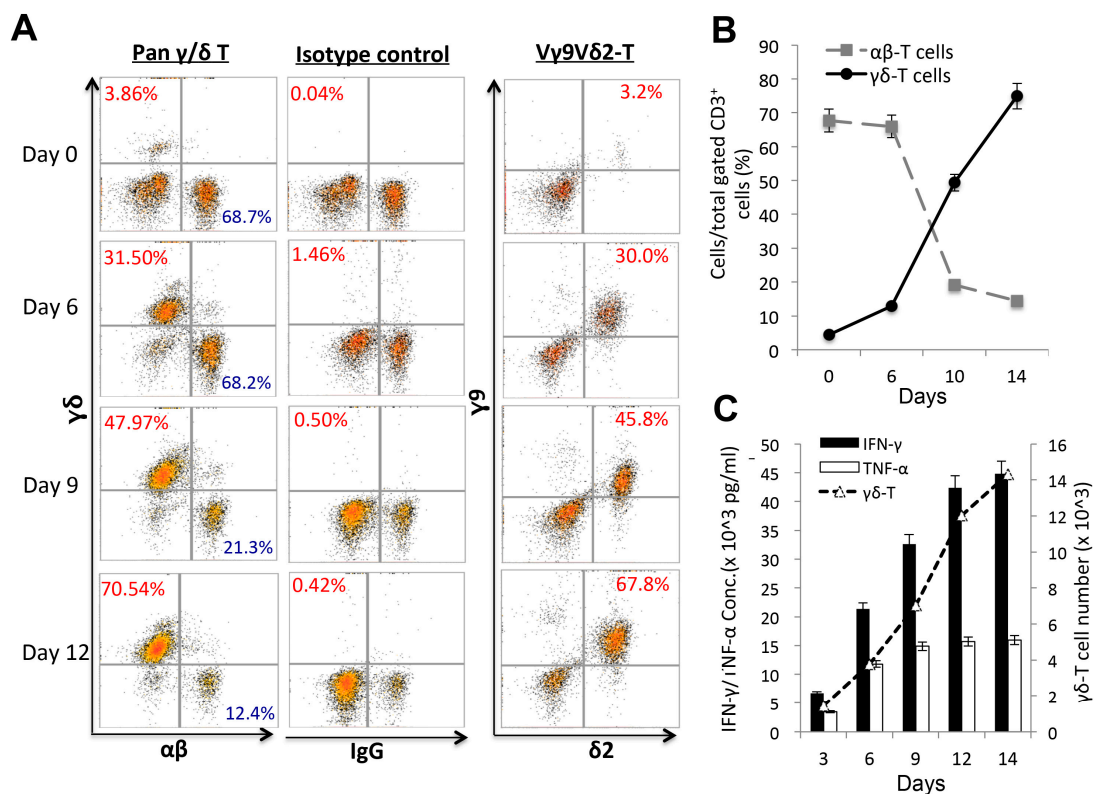 A
Pan γ/δ T
Isotype control
Vγ9Vδ2-T
Day 0
3.86%
68.7%
0.04%
3.2%
Day 6
31.50%
68.2%
1.46%
30.0%
Day 9
47.97%
21.3%
0.50%
45.8%
Day 12
70.54%
12.4%
0.42%
67.8%
γδ
γ9
αβ
IgG
δ2
B
αβ-T cells
γδ-T cells
Cells/total gated CD3+
cells (%)
90
80
70
60
50
40
30
20
10
0
0 6 10 14
Days
C
IFN-γ
TNF-α
γδ-T
IFN-γ/TNF-α Conc.(x 10^3 pg/ml)
50
45
40
35
30
25
20
15
10
5
0
γδ-T cell number (x 10^3)
16
14
12
10
8
6
4
2
0
3 6 9 12 14
Days